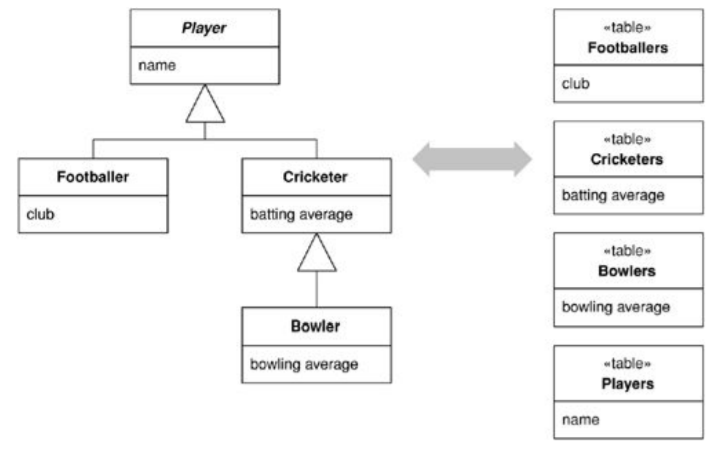 Player
name
Footballer
club
Cricketer
batting average
Bowler
bowling average
«table»
Footballers
club
«table»
Cricketers
batting average
«table»
Bowlers
bowling average
«table»
Players
name